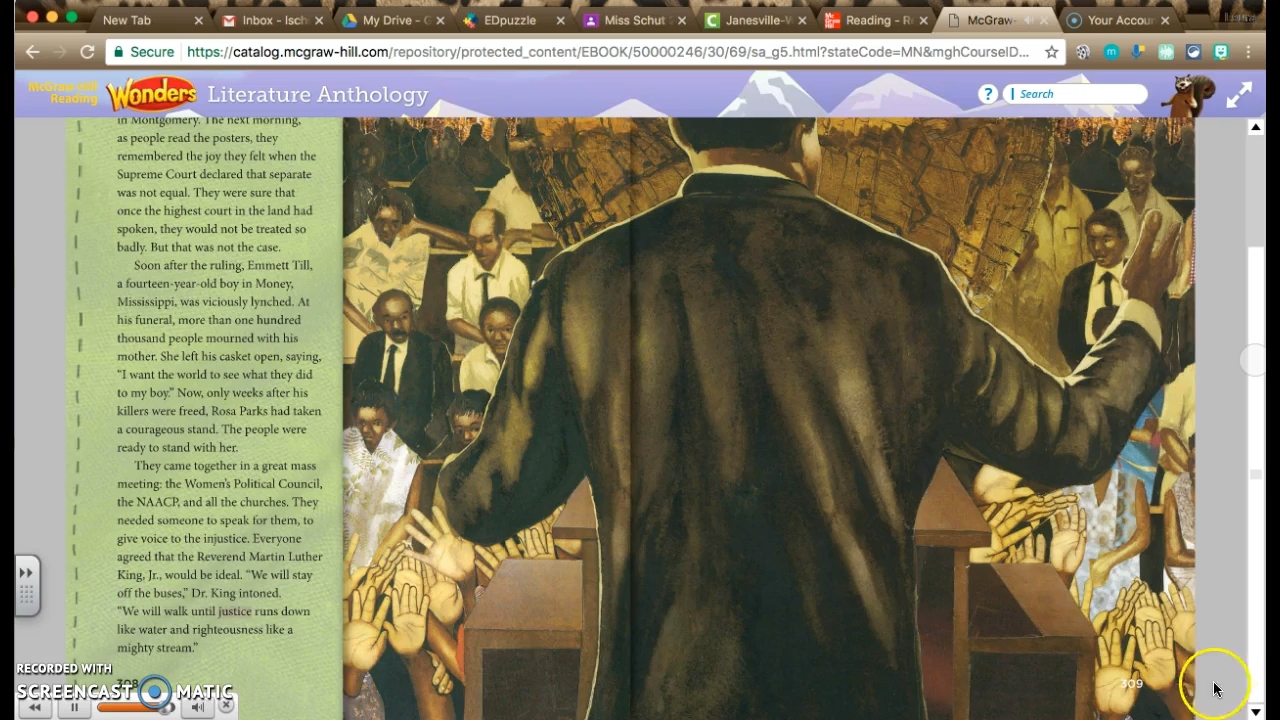 New Tab
Inbox - Isch
My Drive - G
EDpuzzle
Miss Schut
Janesville-W
Reading - Re
McGraw-
Your Accoun
Secure https://catalog.mcgraw-hill.com/repository/protected_content/EBOOK/50000246/30/69/sa_g5.html?stateCode=MN&mghCourseID...
McGraw-Hill
Reading
Wonders
Literature Anthology
? Search
in Montgomery. The next morning,
as people read the posters, they
remembered the joy they felt when the
Supreme Court declared that separate
was not equal. They were sure that
once the highest court in the land had
spoken, they would not be treated so
badly. But that was not the case.
Soon after the ruling, Emmett Till,
a fourteen-year-old boy in Money,
Mississippi, was viciously lynched. At
his funeral, more than one hundred
thousand people mourned with his
mother. She left his casket open, saying,
“I want the world to see what they did
to my boy.” Now, only weeks after his
killers were freed, Rosa Parks had taken
a courageous stand. The people were
ready to stand with her.
They came together in a great mass
meeting: the Women’s Political Council,
the NAACP, and all the churches. They
needed someone to speak for them, to
give voice to the injustice. Everyone
agreed that the Reverend Martin Luther
King, Jr., would be ideal. “We will stay
off the buses,” Dr. King intoned.
“We will walk until justice runs down
like water and righteousness like a
mighty stream.”
308
309
RECORDED WITH
SCREENCAST MATIC